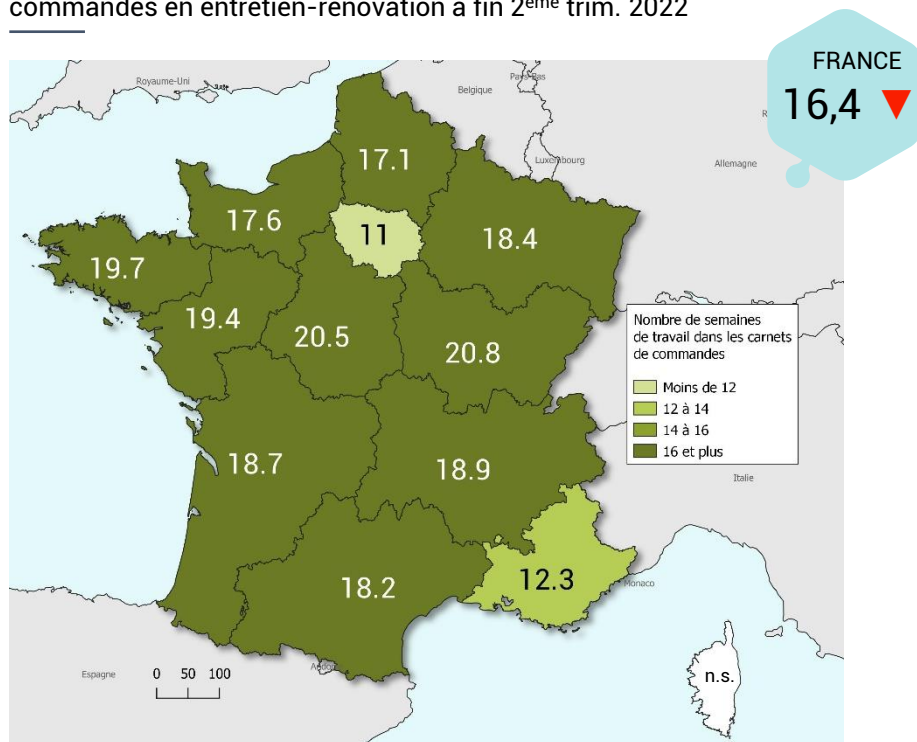 commandes en entretien-rénovation à fin 2ème trim. 2022
FRANCE
16,4
Royaume-Uni
Pays-Bas
Belgique
Luxembourg
Allemagne
17.1
17.6
11
18.4
19.7
19.4
20.5
20.8
Nombre de semaines
de travail dans les carnets
de commandes
Moins de 12
12 à 14
14 à 16
16 et plus
18.7
18.9
Italie
18.2
12.3
Monaco
Espagne
0 50 100
n.s.